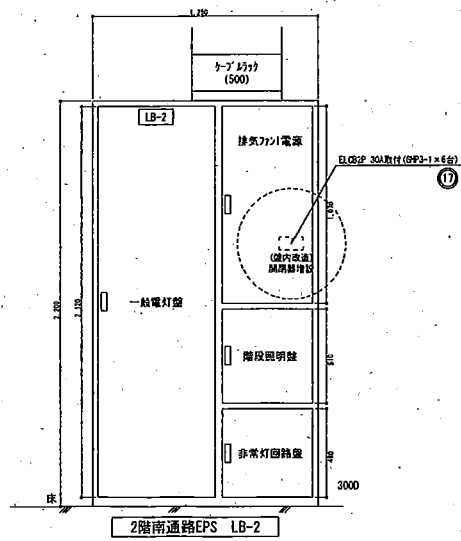 1,250
ケーブルラック
(500)
LB-2
排気ファン電源
ELCB2P 30A取付(GHP3-1×6台)
⑰
(盤内改造)
開閉器増設
一般電灯盤
2,200
2,120
階段照明盤
非常灯回路盤
床
300D
2階南通路EPS LB-2